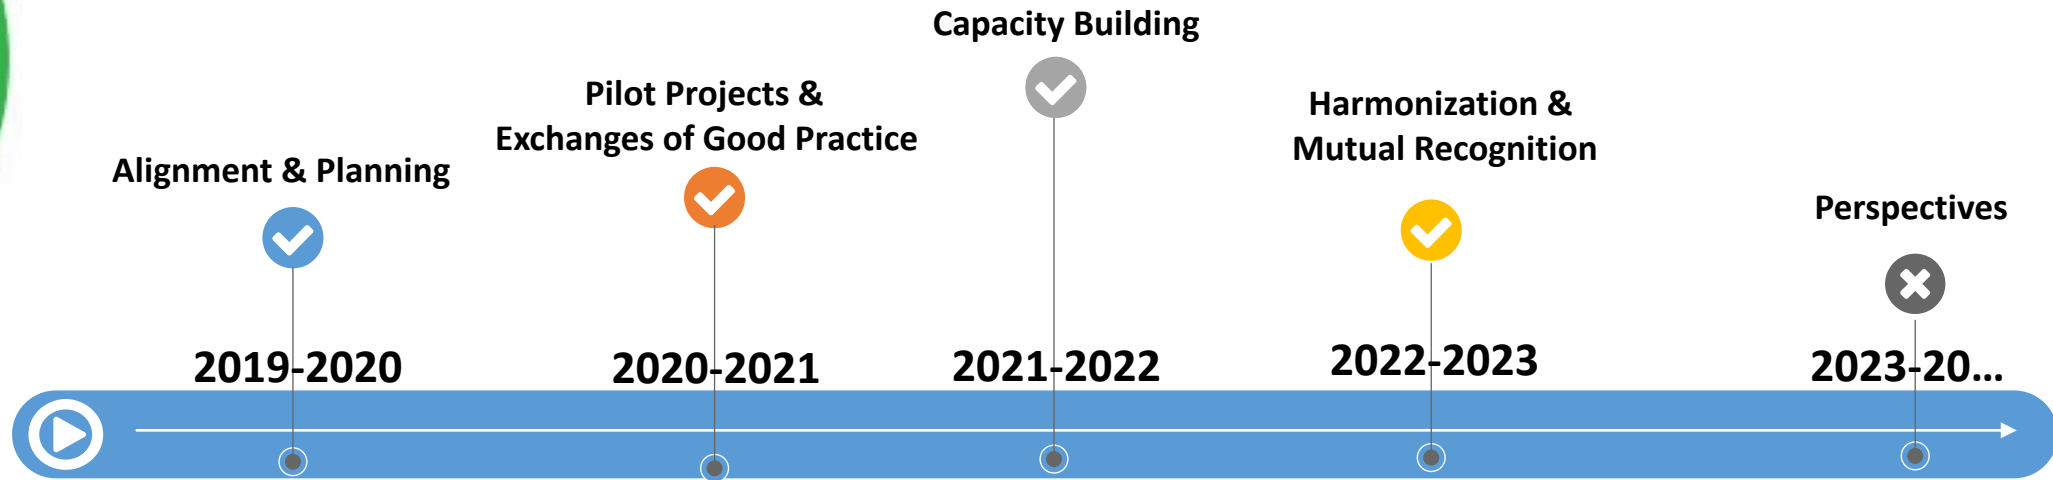 Alignment & Planning
2019-2020
Pilot Projects &
Exchanges of Good Practice
2020-2021
Capacity Building
2021-2022
Harmonization &
Mutual Recognition
2022-2023
Perspectives
2023-20...